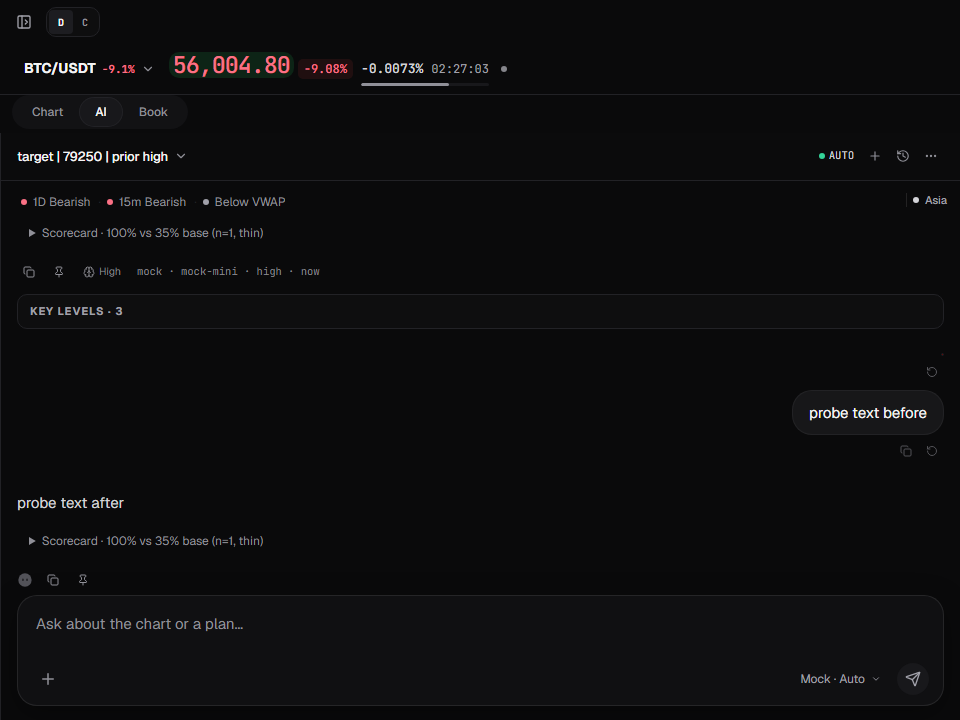 D C
BTC/USDT -9.1% 56,004.80 -9.08% -0.0073% 02:27:03
Chart AI Book
target | 79250 | prior high AUTO
1D Bearish 15m Bearish Below VWAP Asia
Scorecard · 100% vs 35% base (n=1, thin)
High mock · mock-mini · high · now
KEY LEVELS · 3
probe text before
probe text after
Scorecard · 100% vs 35% base (n=1, thin)
Ask about the chart or a plan...
Mock · Auto